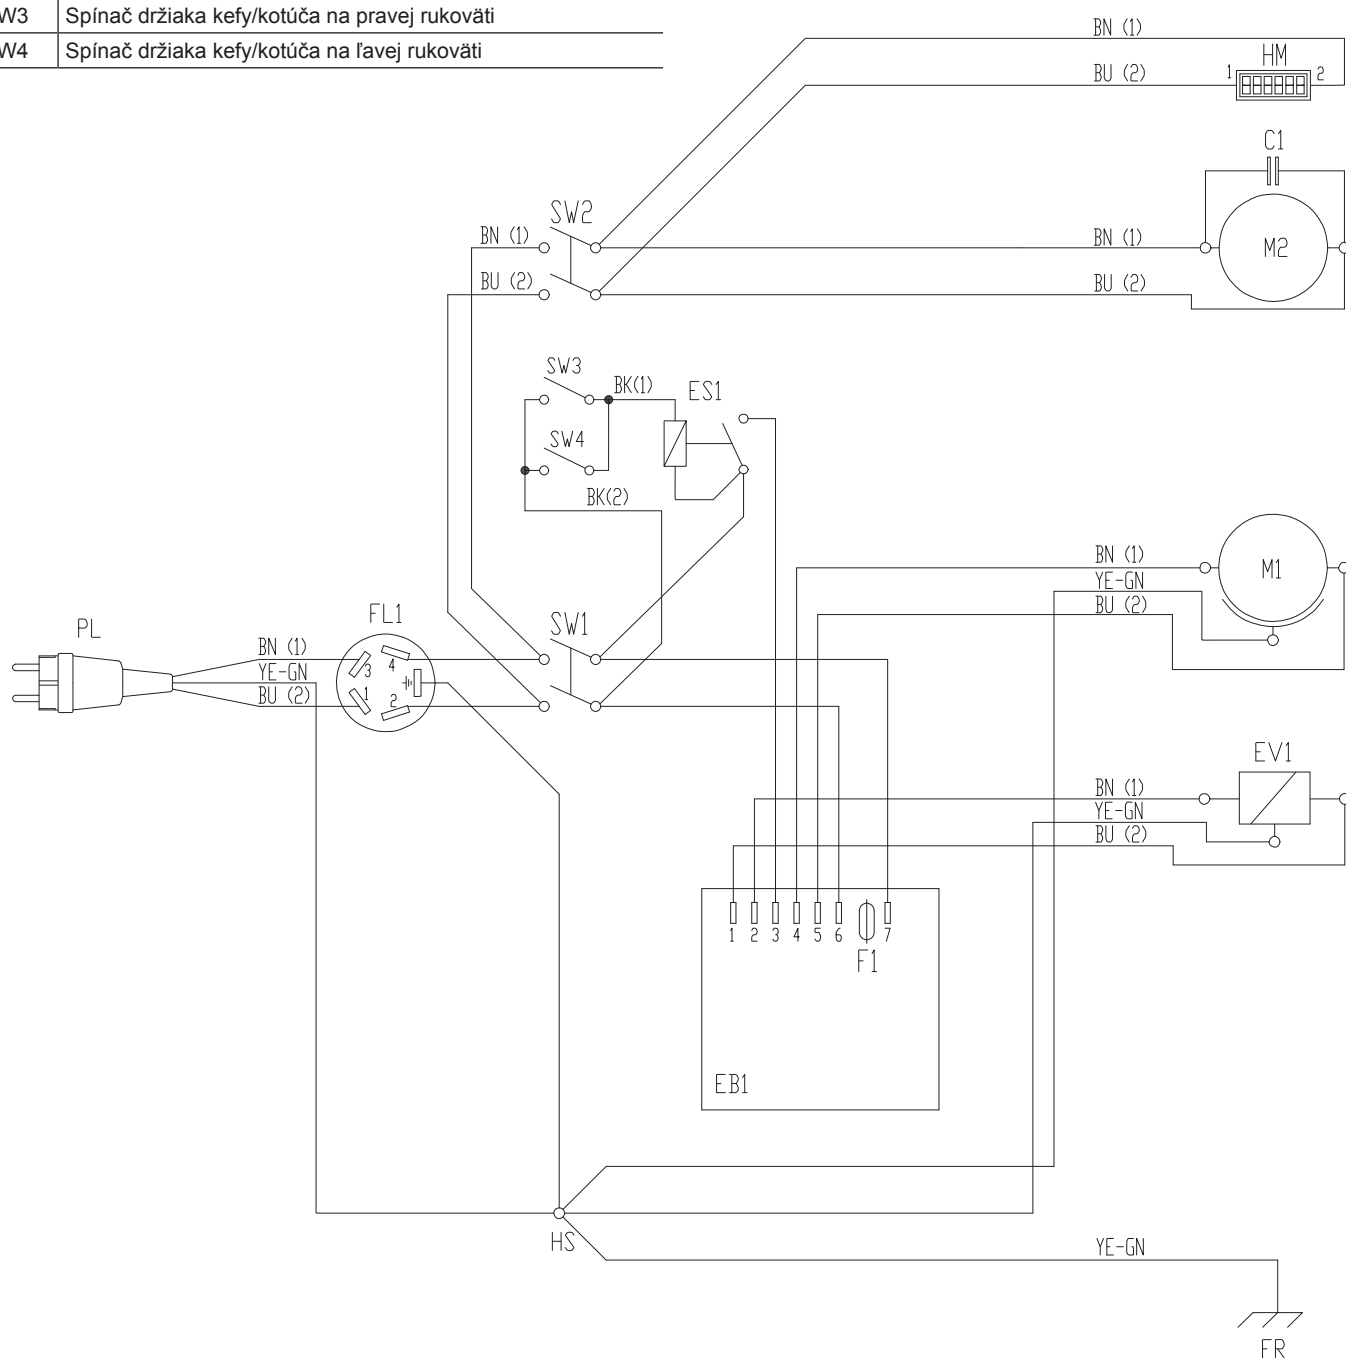 W3 Spínač držiaka kefy/kotúča na pravej rukoväti
W4 Spínač držiaka kefy/kotúča na ľavej rukoväti
BN (1)
HM
BU (2)
1
2
C1
SW2
BN (1)
BN (1)
M2
BU (2)
BU (2)
SW3
BK(1)
ES1
SW4
BK(2)
BN (1)
M1
YE-GN
BU (2)
FL1
SW1
PL
BN (1)
3
4
YE-GN
BU (2)
1
2
EV1
BN (1)
YE-GN
BU (2)
1 2 3 4 5 6 7
F1
EB1
HS
YE-GN
FR